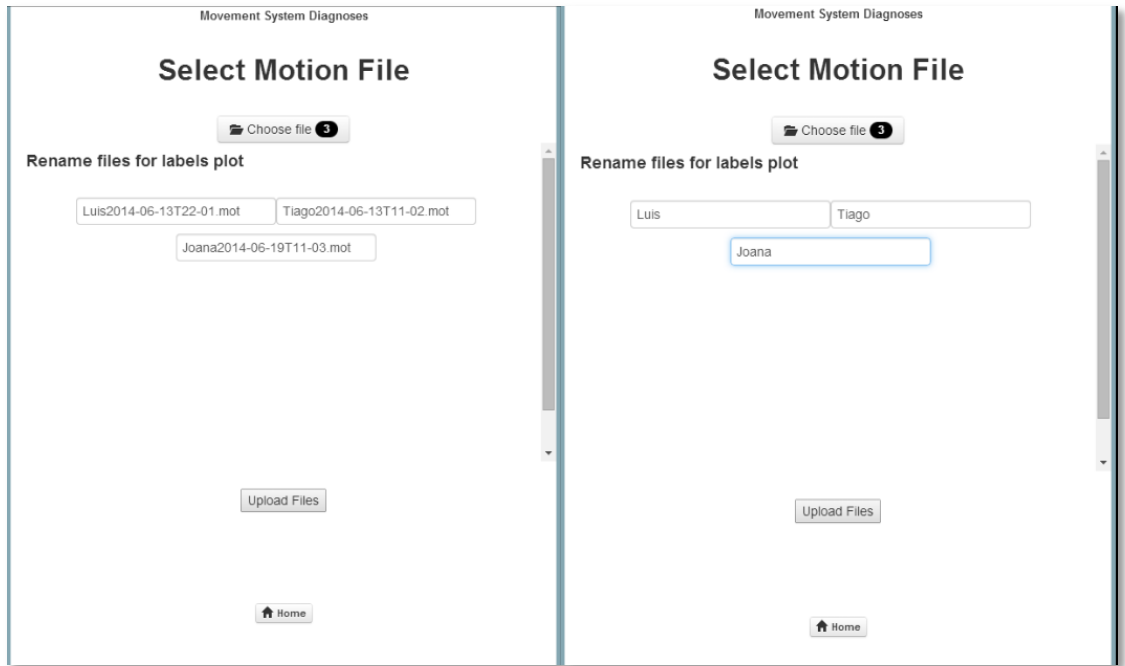 Movement System Diagnoses
Select Motion File
Choose file 3
Rename files for labels plot
Luis2014-06-13T22-01.mot Tiago2014-06-13T11-02.mot
Joana2014-06-19T11-03.mot
Upload Files
Home
Movement System Diagnoses
Select Motion File
Choose file 3
Rename files for labels plot
Luis Tiago
Joana
Upload Files
Home